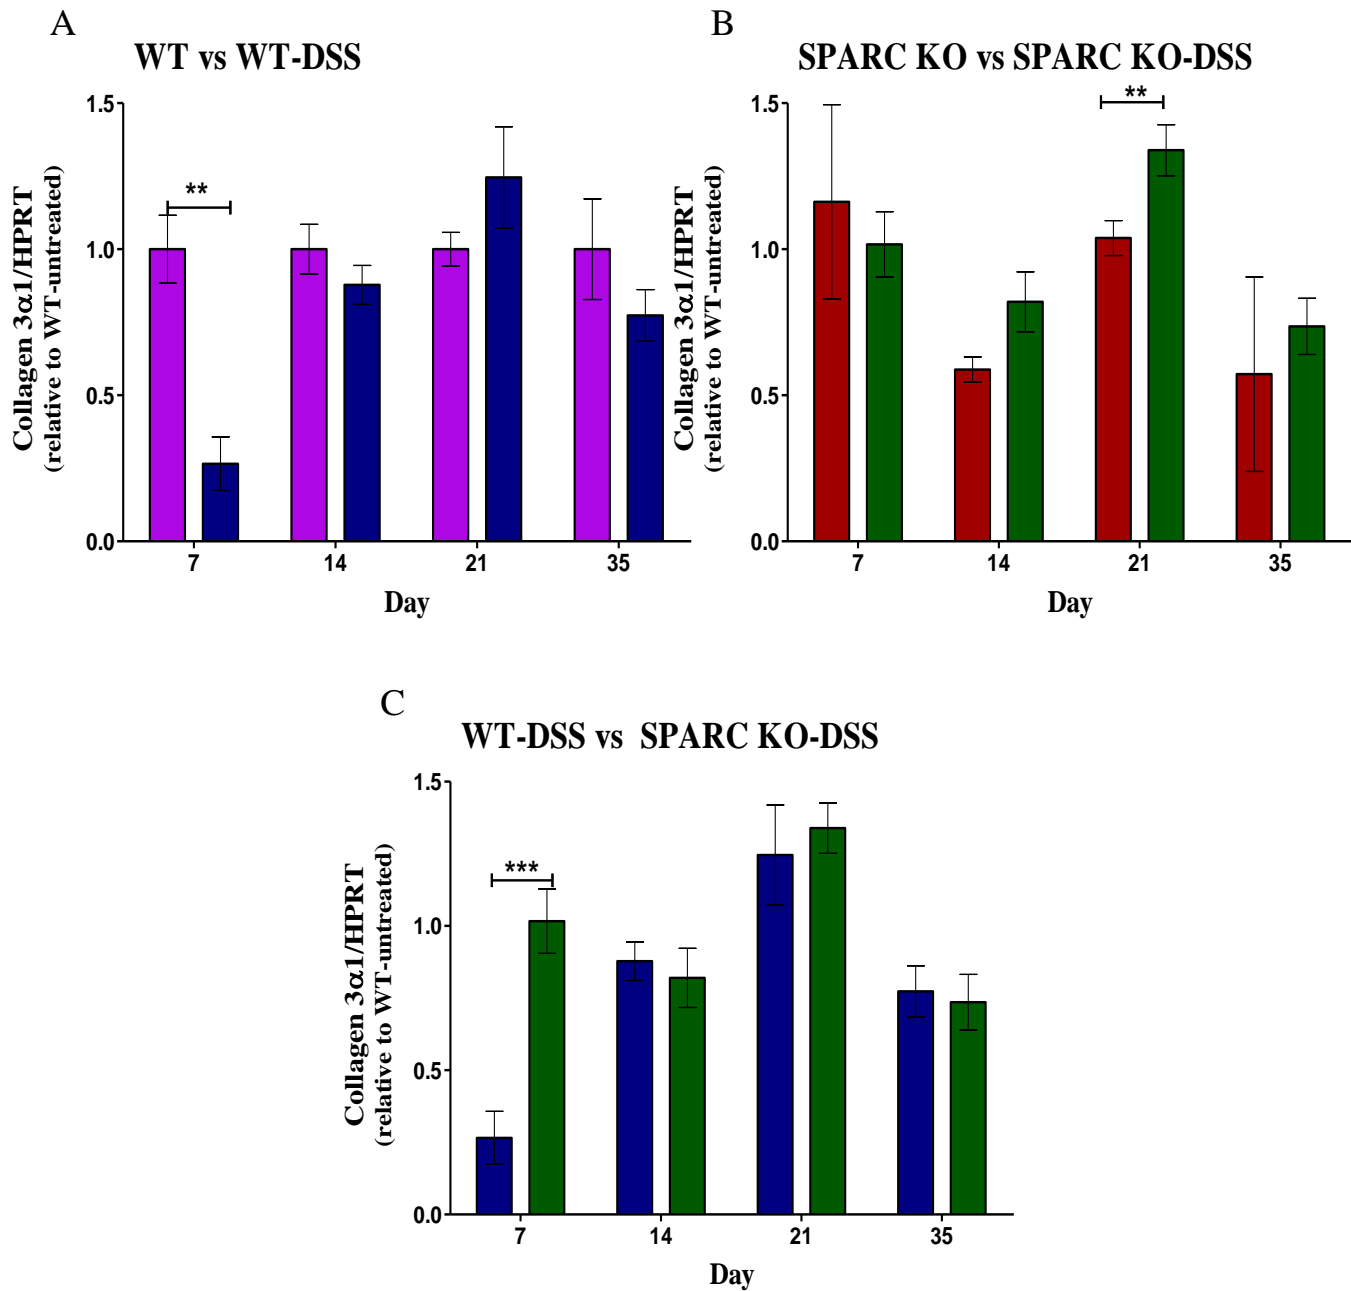 A
WT vs WT-DSS
Collagen 3α1/HPRT
(relative to WT-untreated)
1.5
1.0
0.5
0.0
**
7 14 21 35
Day
B
SPARC KO vs SPARC KO-DSS
Collagen 3α1/HPRT
(relative to WT-untreated)
1.5
1.0
0.5
0.0
**
7 14 21 35
Day
C
WT-DSS vs SPARC KO-DSS
Collagen 3α1/HPRT
(relative to WT-untreated)
1.5
1.0
0.5
0.0
***
7 14 21 35
Day